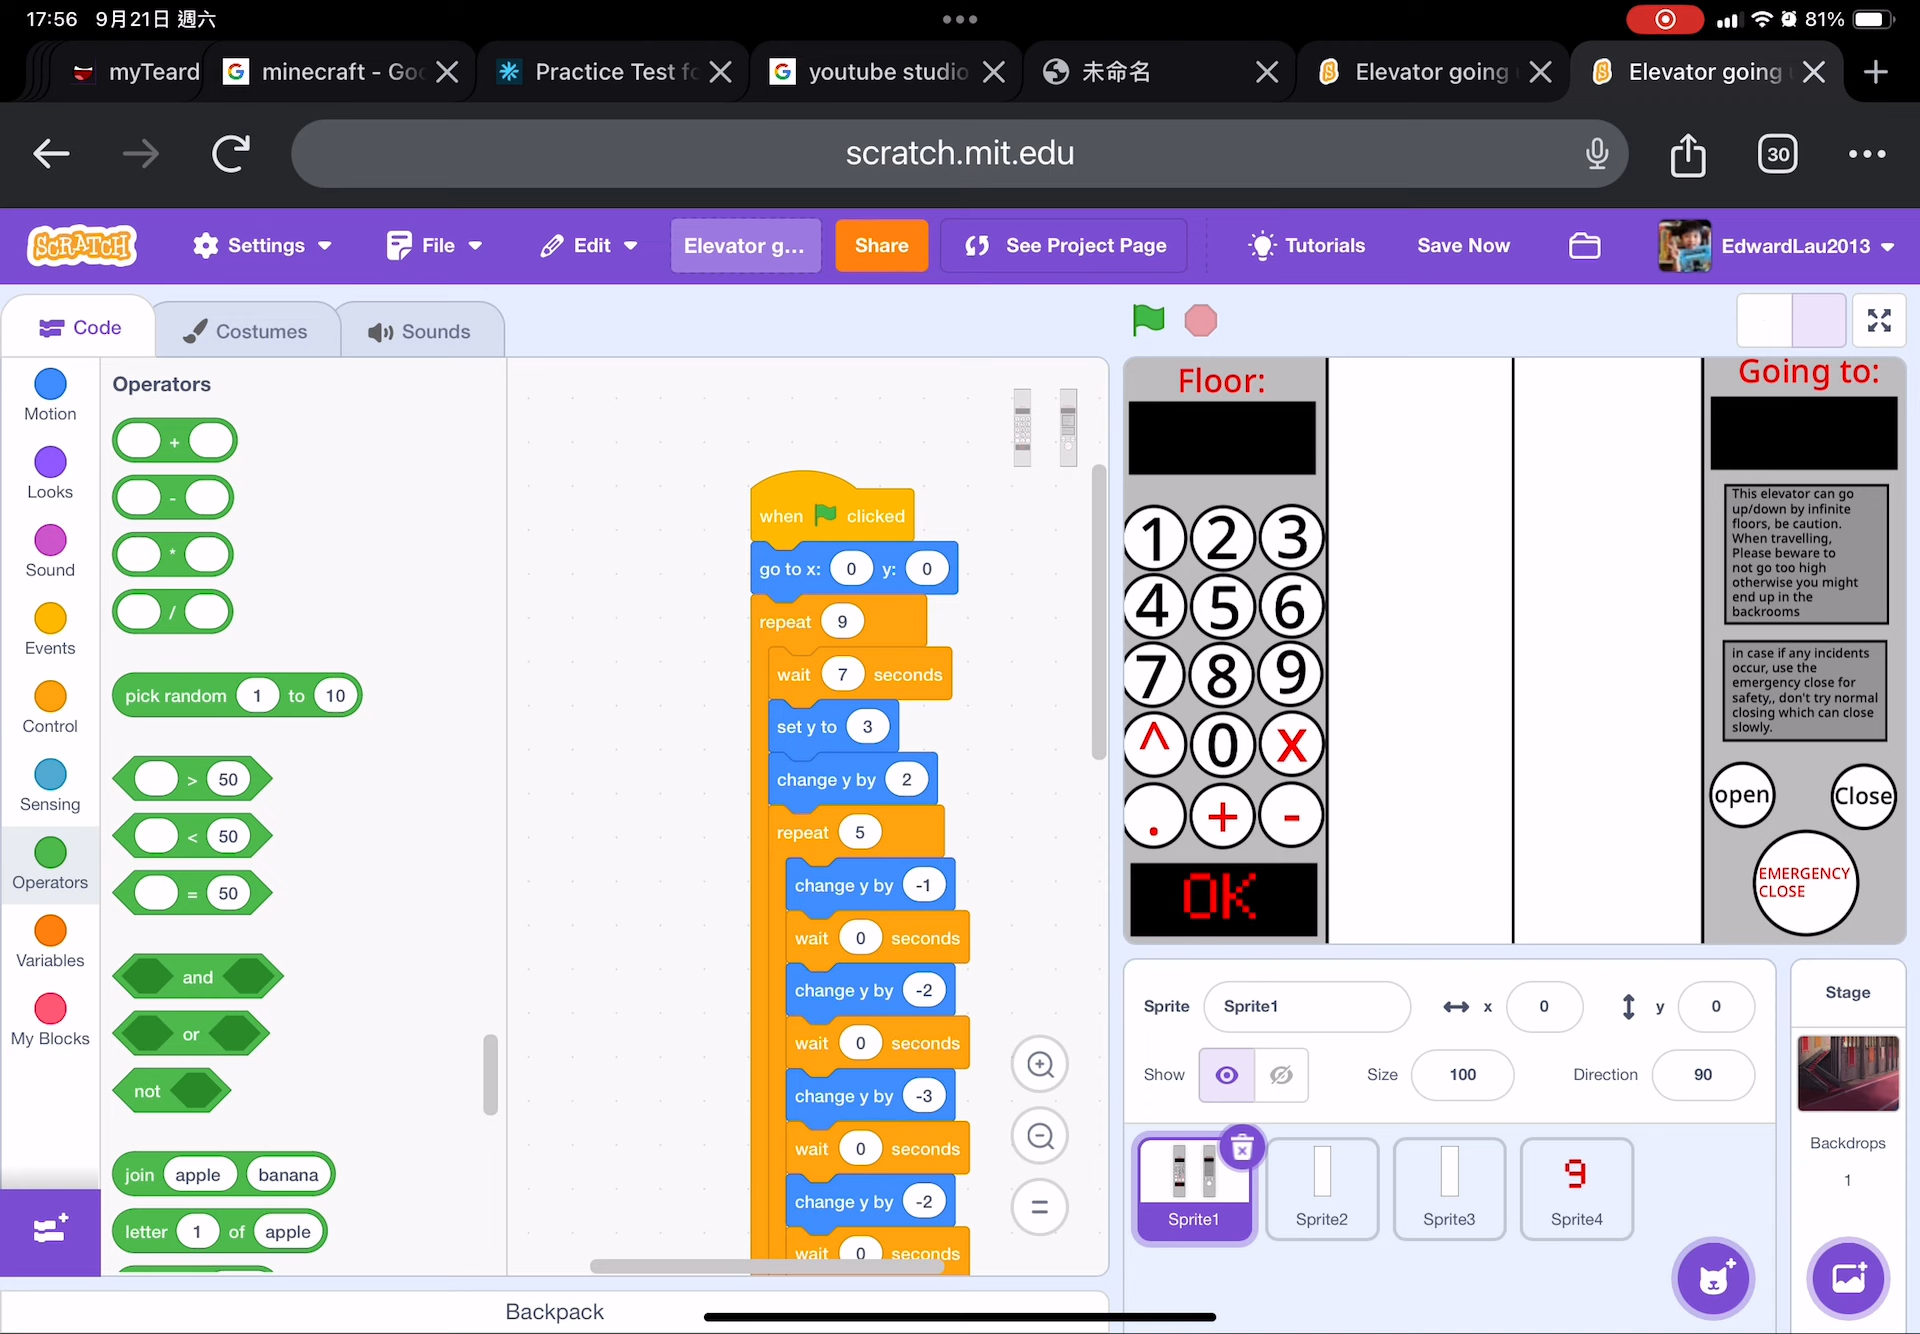 17:56 9月21日 週六
81%
myTeard
minecraft - Goo
Practice Test fo
youtube studio
未命名
Elevator going
Elevator going
scratch.mit.edu
30
SCRATCH
Settings
File
Edit
Elevator g...
Share
See Project Page
Tutorials
Save Now
EdwardLau2013
Code
Costumes
Sounds
Motion
Looks
Sound
Events
Control
Sensing
Operators
Variables
My Blocks
Operators
+
-
*
/
pick random 1 to 10
> 50
< 50
= 50
and
or
not
join apple banana
letter 1 of apple
when clicked
go to x: 0 y: 0
repeat 9
wait 7 seconds
set y to 3
change y by 2
repeat 5
change y by -1
wait 0 seconds
change y by -2
wait 0 seconds
change y by -3
wait 0 seconds
change y by -2
wait 0 seconds
Backpack
Floor:
1 2 3
4 5 6
7 8 9
^ 0 x
. + -
OK
Going to:
This elevator can go
up/down by infinite
floors, be caution.
When travelling,
Please beware to
not go too high
otherwise you might
end up in the
backrooms
in case if any incidents
occur, use the
emergency close for
safety,, don't try normal
closing which can close
slowly.
open
Close
EMERGENCY
CLOSE
Sprite Sprite1 x 0 y 0
Show Size 100 Direction 90
Sprite1
Sprite2
Sprite3
9
Sprite4
Stage
Backdrops
1